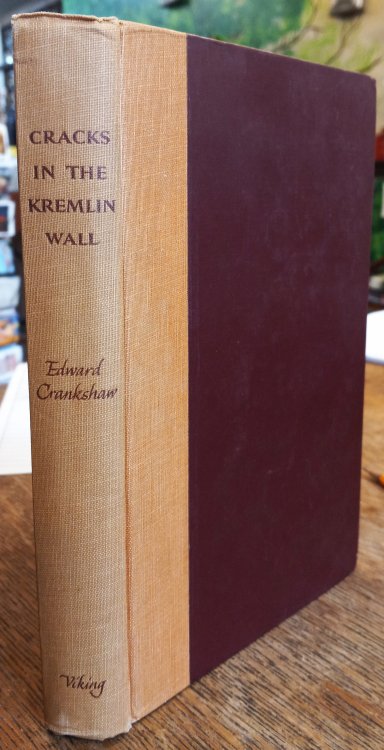 CRACKS
IN THE
KREMLIN
WALL
Edward
Crankshaw
Viking